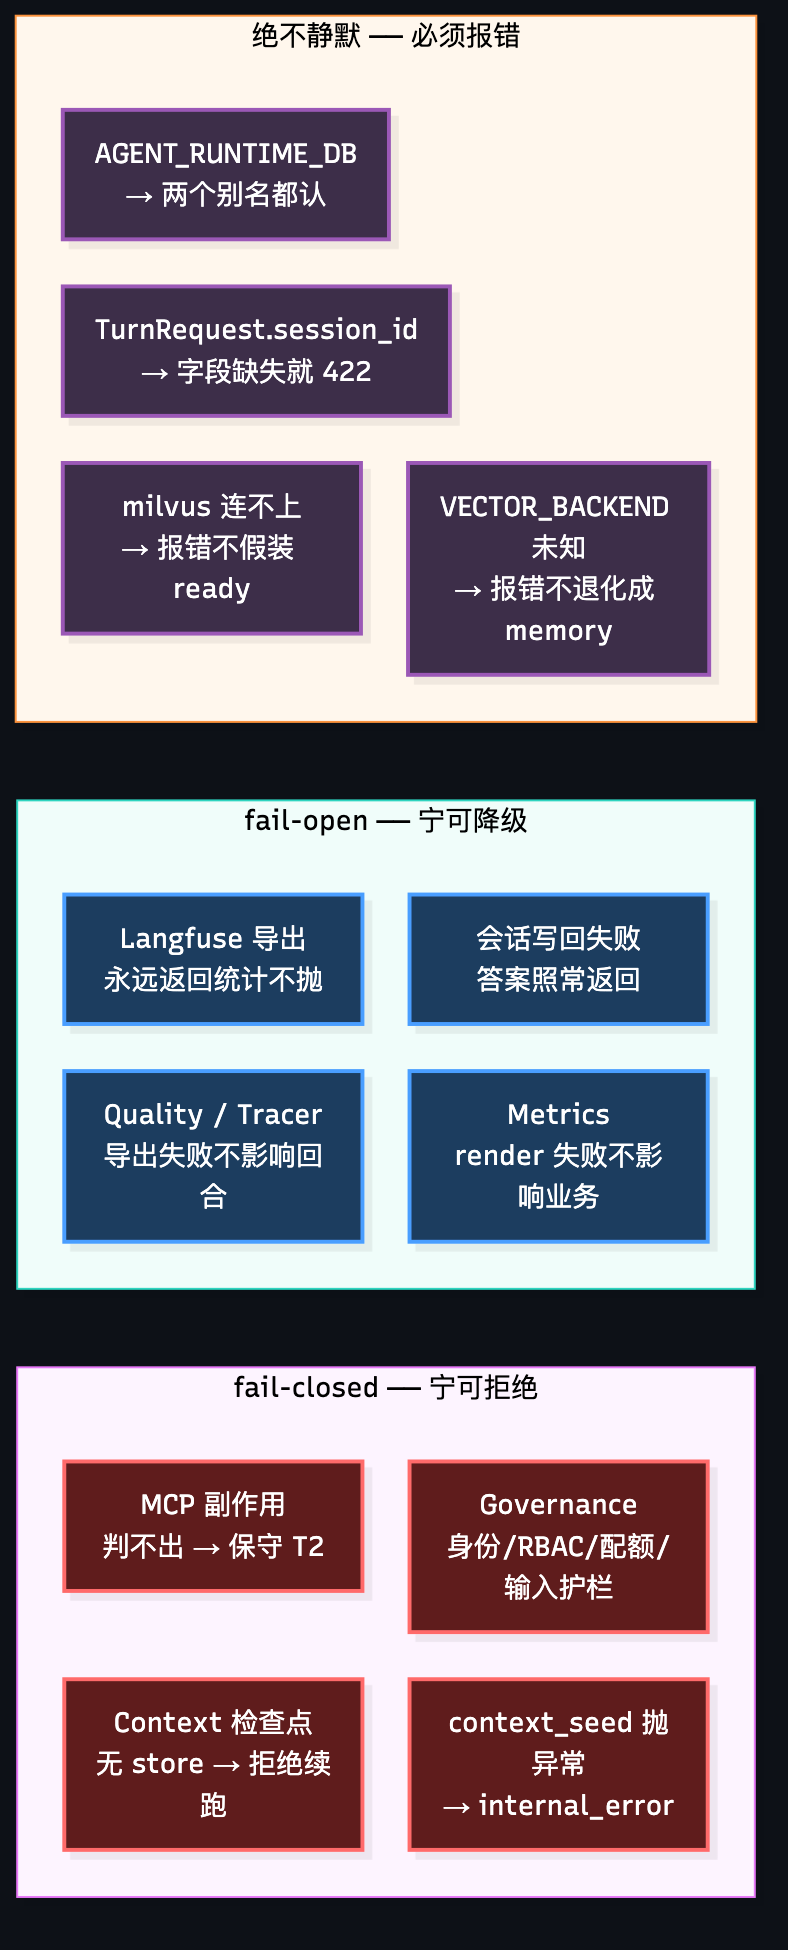 绝不静默 — 必须报错
AGENT_RUNTIME_DB
→ 两个别名都认
TurnRequest.session_id
→ 字段缺失就 422
milvus 连不上
→ 报错不假装
ready
VECTOR_BACKEND
未知
→ 报错不退化成
memory
fail-open — 宁可降级
Langfuse 导出
永远返回统计不抛
会话写回失败
答案照常返回
Quality / Tracer
导出失败不影响回
合
Metrics
render 失败不影
响业务
fail-closed — 宁可拒绝
MCP 副作用
判不出 → 保守 T2
Governance
身份/RBAC/配额/
输入护栏
Context 检查点
无 store → 拒绝续
跑
context_seed 抛
异常
→ internal_error